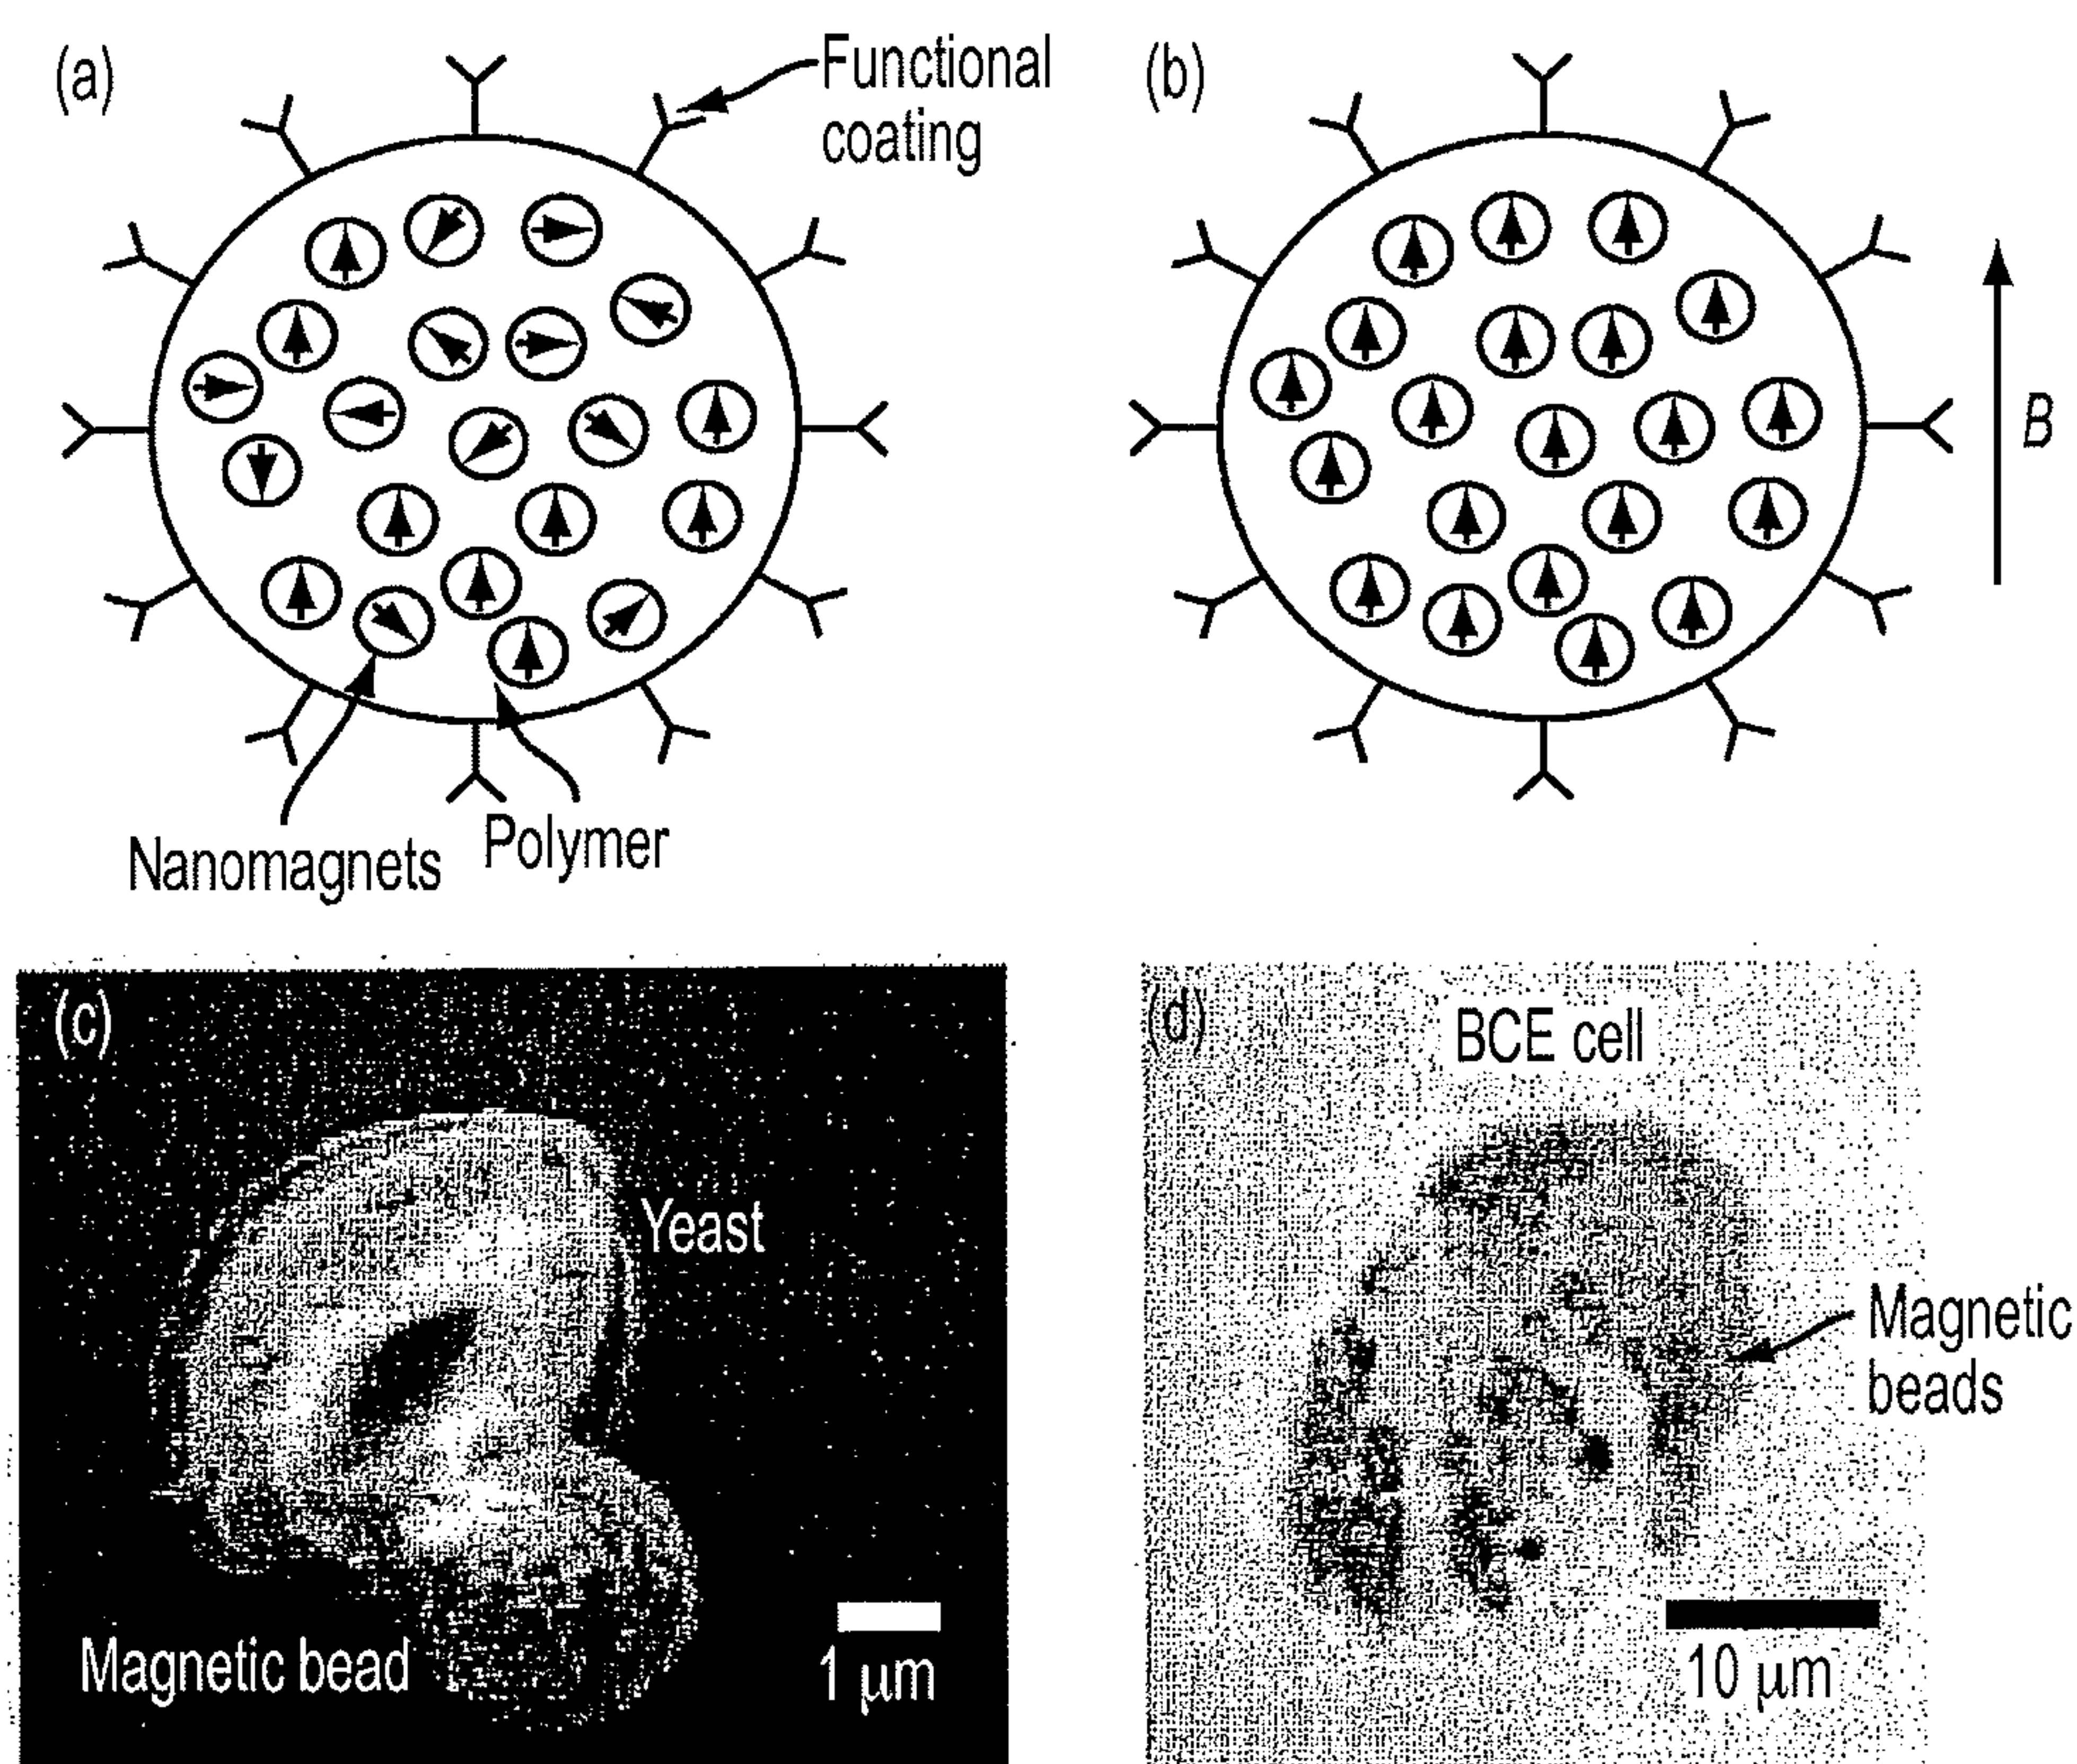 (a)
Functional
coating
(b)
B
Nanomagnets
Polymer
(c)
Yeast
Magnetic bead
1 μm
(d)
BCE cell
Magnetic
beads
10 μm